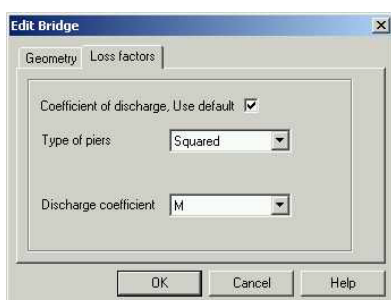 Edit Bridge
Geometry Loss factors
Coefficient of discharge, Use default
Type of piers Squared
Discharge coefficient M
OK Cancel Help